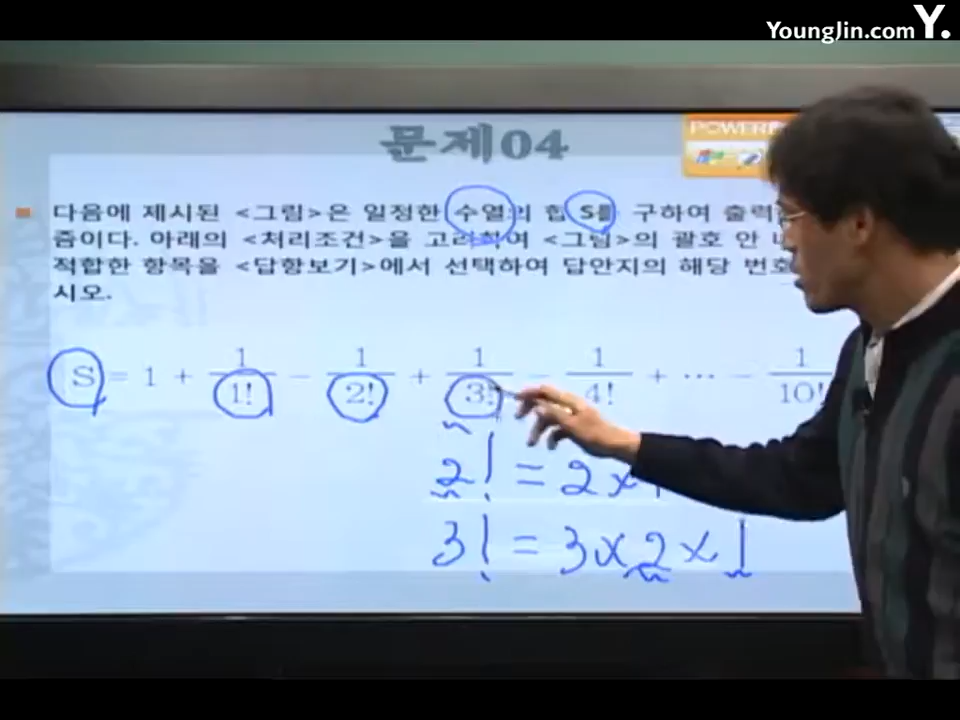 YoungJin.com Y.
문제04
POWER
다음에 제시된 <그림>은 일정한 수열의 합 S를 구하여 출력
아래의 <처리조건>을 고려하여 <그림>의 괄호 안
적합한 항목을 <답항보기>에서 선택하여 답안지의 해당 번호
시오.
S = 1 + 1/1! - 1/2! + 1/3! - 1/4! + ... - 1/10!
2! = 2×
3! = 3×2×1